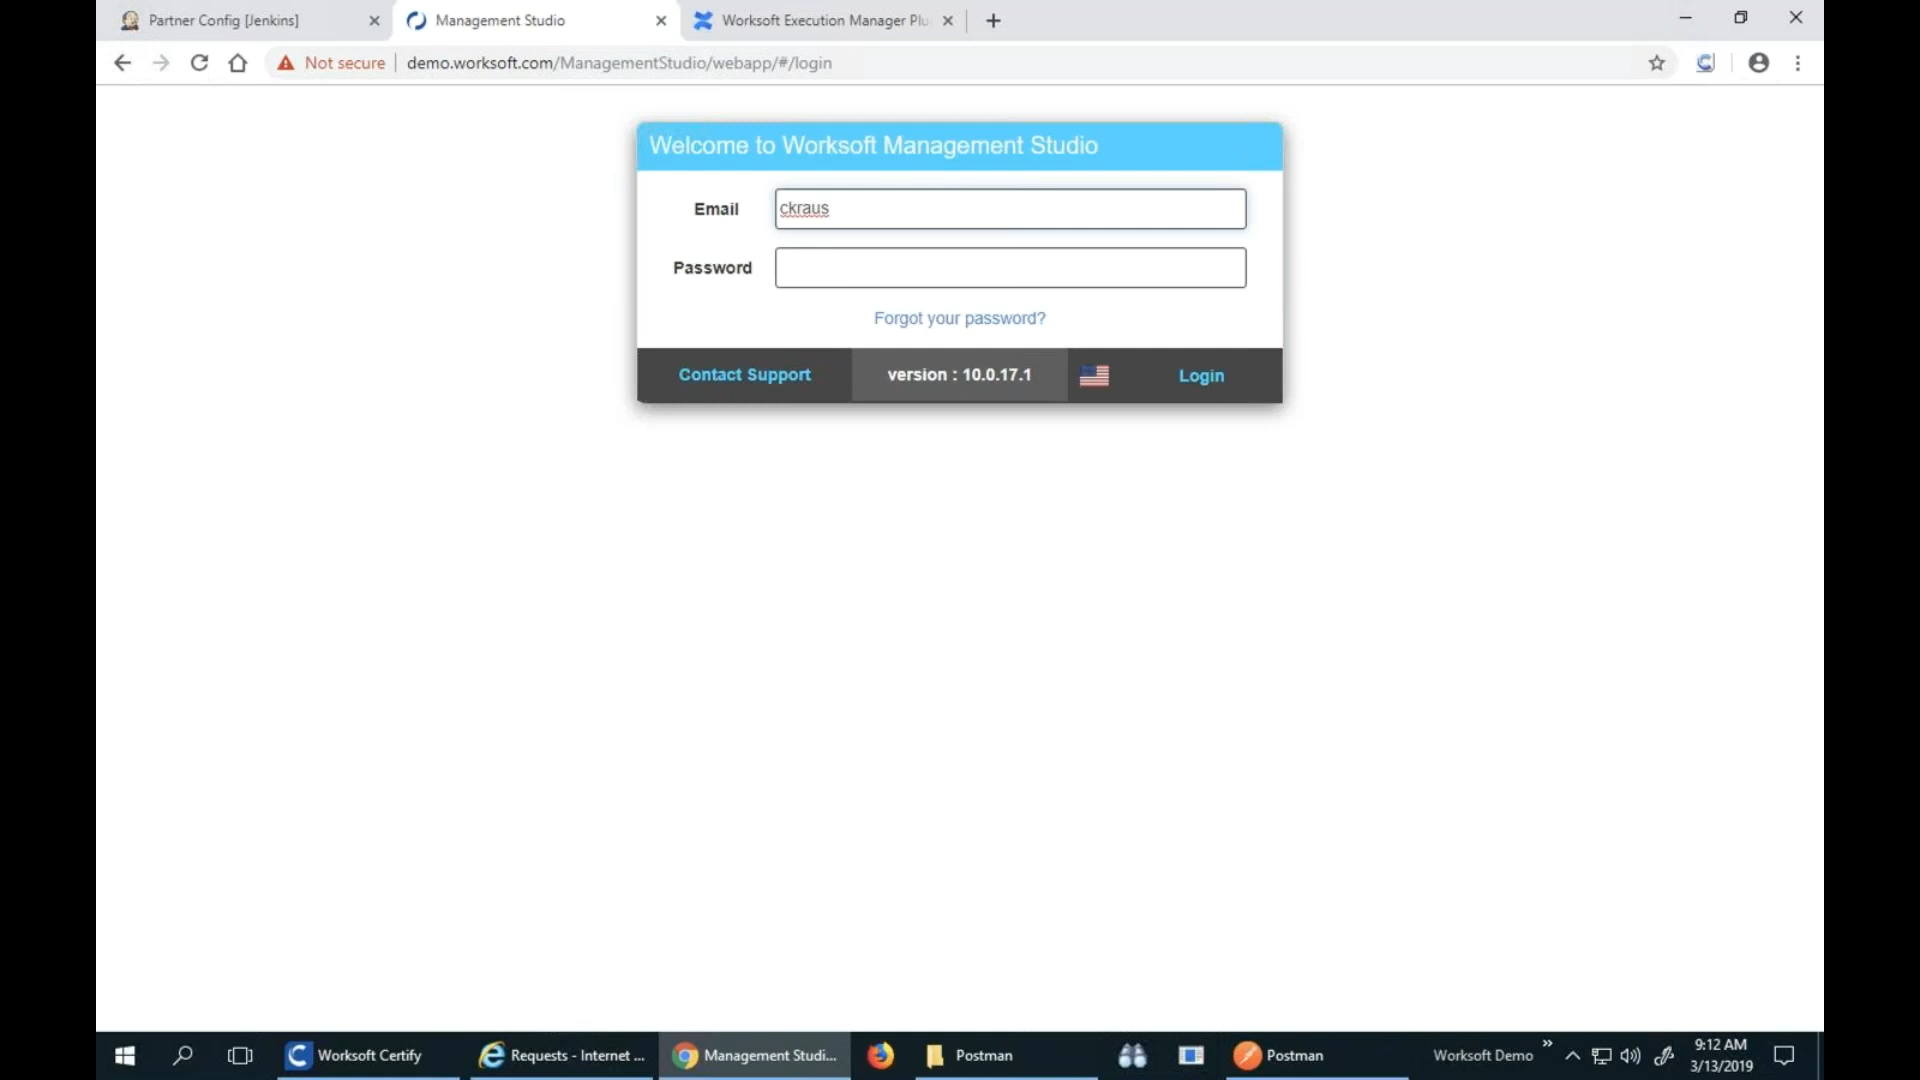 Partner Config [Jenkins]
Management Studio
Worksoft Execution Manager Plu
Not secure
demo.worksoft.com/ManagementStudio/webapp/#/login
Welcome to Worksoft Management Studio
Email
ckraus
Password
Forgot your password?
Contact Support
version : 10.0.17.1
Login
Worksoft Certify
Requests - Internet ...
Management Studi...
Postman
Postman
Worksoft Demo
9:12 AM
3/13/2019